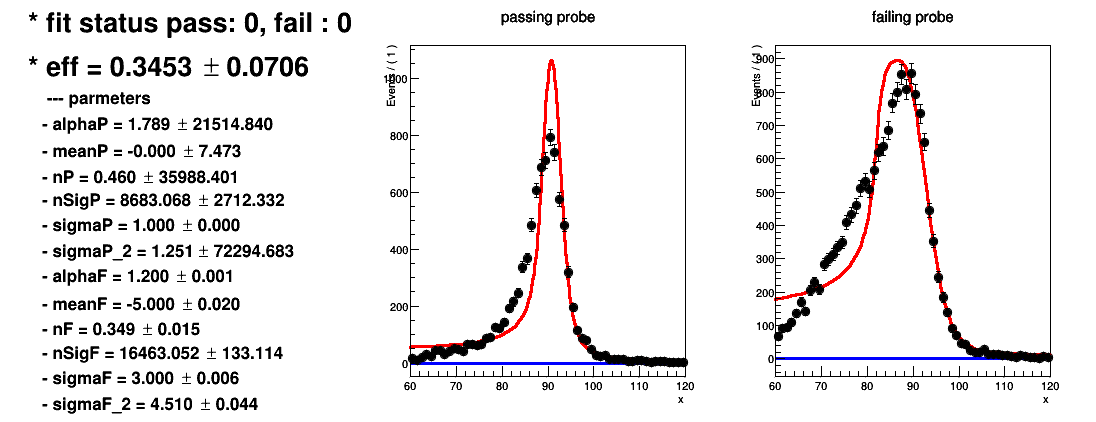 * fit status pass: 0, fail : 0
* eff = 0.3453 ± 0.0706
--- parmeters
- alphaP = 1.789 ± 21514.840
- meanP = -0.000 ± 7.473
- nP = 0.460 ± 35988.401
- nSigP = 8683.068 ± 2712.332
- sigmaP = 1.000 ± 0.000
- sigmaP_2 = 1.251 ± 72294.683
- alphaF = 1.200 ± 0.001
- meanF = -5.000 ± 0.020
- nF = 0.349 ± 0.015
- nSigF = 16463.052 ± 133.114
- sigmaF = 3.000 ± 0.006
- sigmaF_2 = 4.510 ± 0.044
passing probe
Events / ( 1 )
1000
800
600
400
200
0
60 70 80 90 100 110 120
x
failing probe
Events / ( 1 )
900
800
700
600
500
400
300
200
100
0
60 70 80 90 100 110 120
x